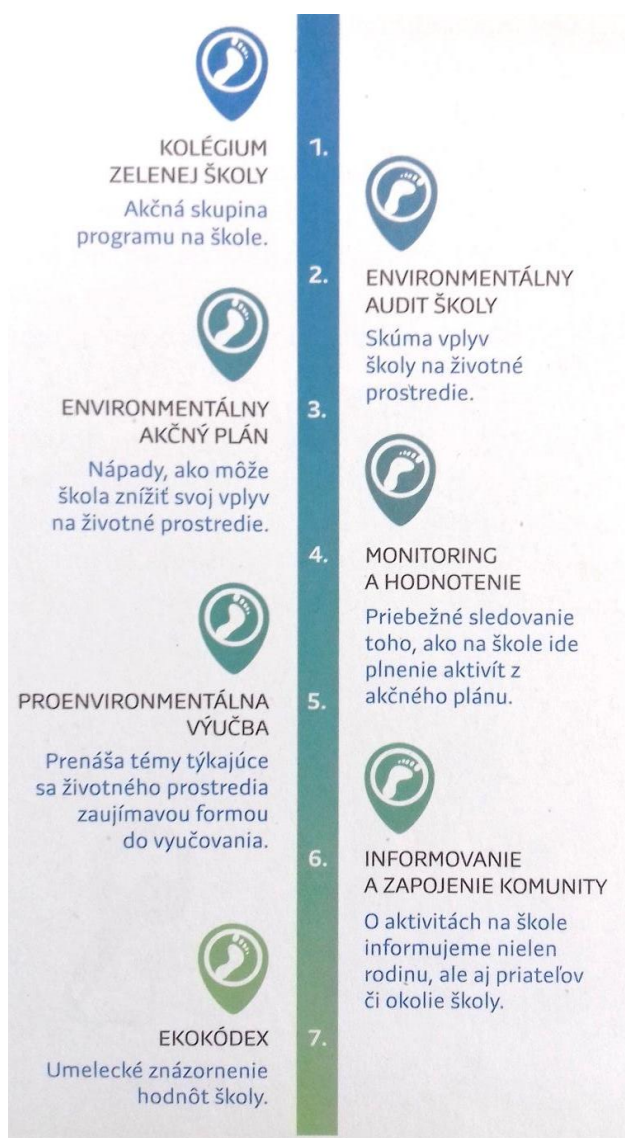 1.
KOLÉGIUM
ZELENEJ ŠKOLY
Akčná skupina
programu na škole.
2.
ENVIRONMENTÁLNY
AUDIT ŠKOLY
Skúma vplyv
školy na životné
prostredie.
3.
ENVIRONMENTÁLNY
AKČNÝ PLÁN
Nápady, ako môže
škola znížiť svoj vplyv
na životné prostredie.
4.
MONITORING
A HODNOTENIE
Priebežné sledovanie
toho, ako na škole ide
plnenie aktivít z
akčného plánu.
5.
PROENVIRONMENTÁLNA
VÝUČBA
Prenáša témy týkajúce
sa životného prostredia
zaujímavou formou
do vyučovania.
6.
INFORMOVANIE
A ZAPOJENIE KOMUNITY
O aktivitách na škole
informujeme nielen
rodinu, ale aj priateľov
či okolie školy.
7.
EKOKÓDEX
Umelecké znázornenie
hodnôt školy.